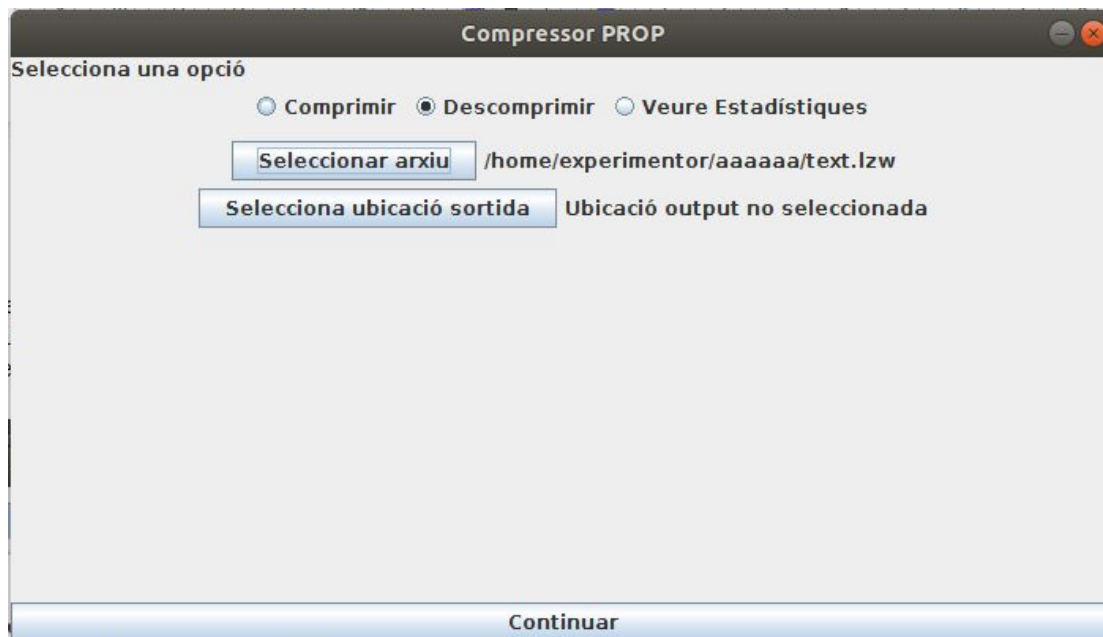 Compressor PROP
Selecciona una opció
Comprimir Descomprimir Veure Estadístiques
Seleccionar arxiu /home/experimentor/aaaaaa/text.lzw
Selecciona ubicació sortida Ubicació output no seleccionada
Continuar